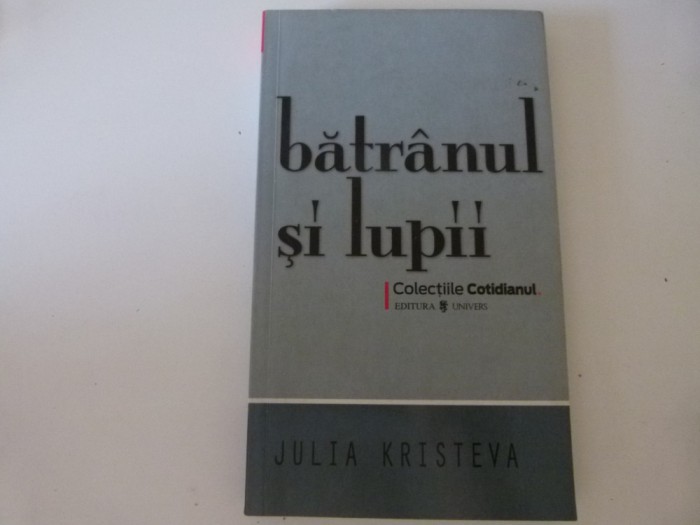 bătrânul
și lupii
Colecțiile Cotidianul.
EDITURA UNIVERS
JULIA KRISTEVA